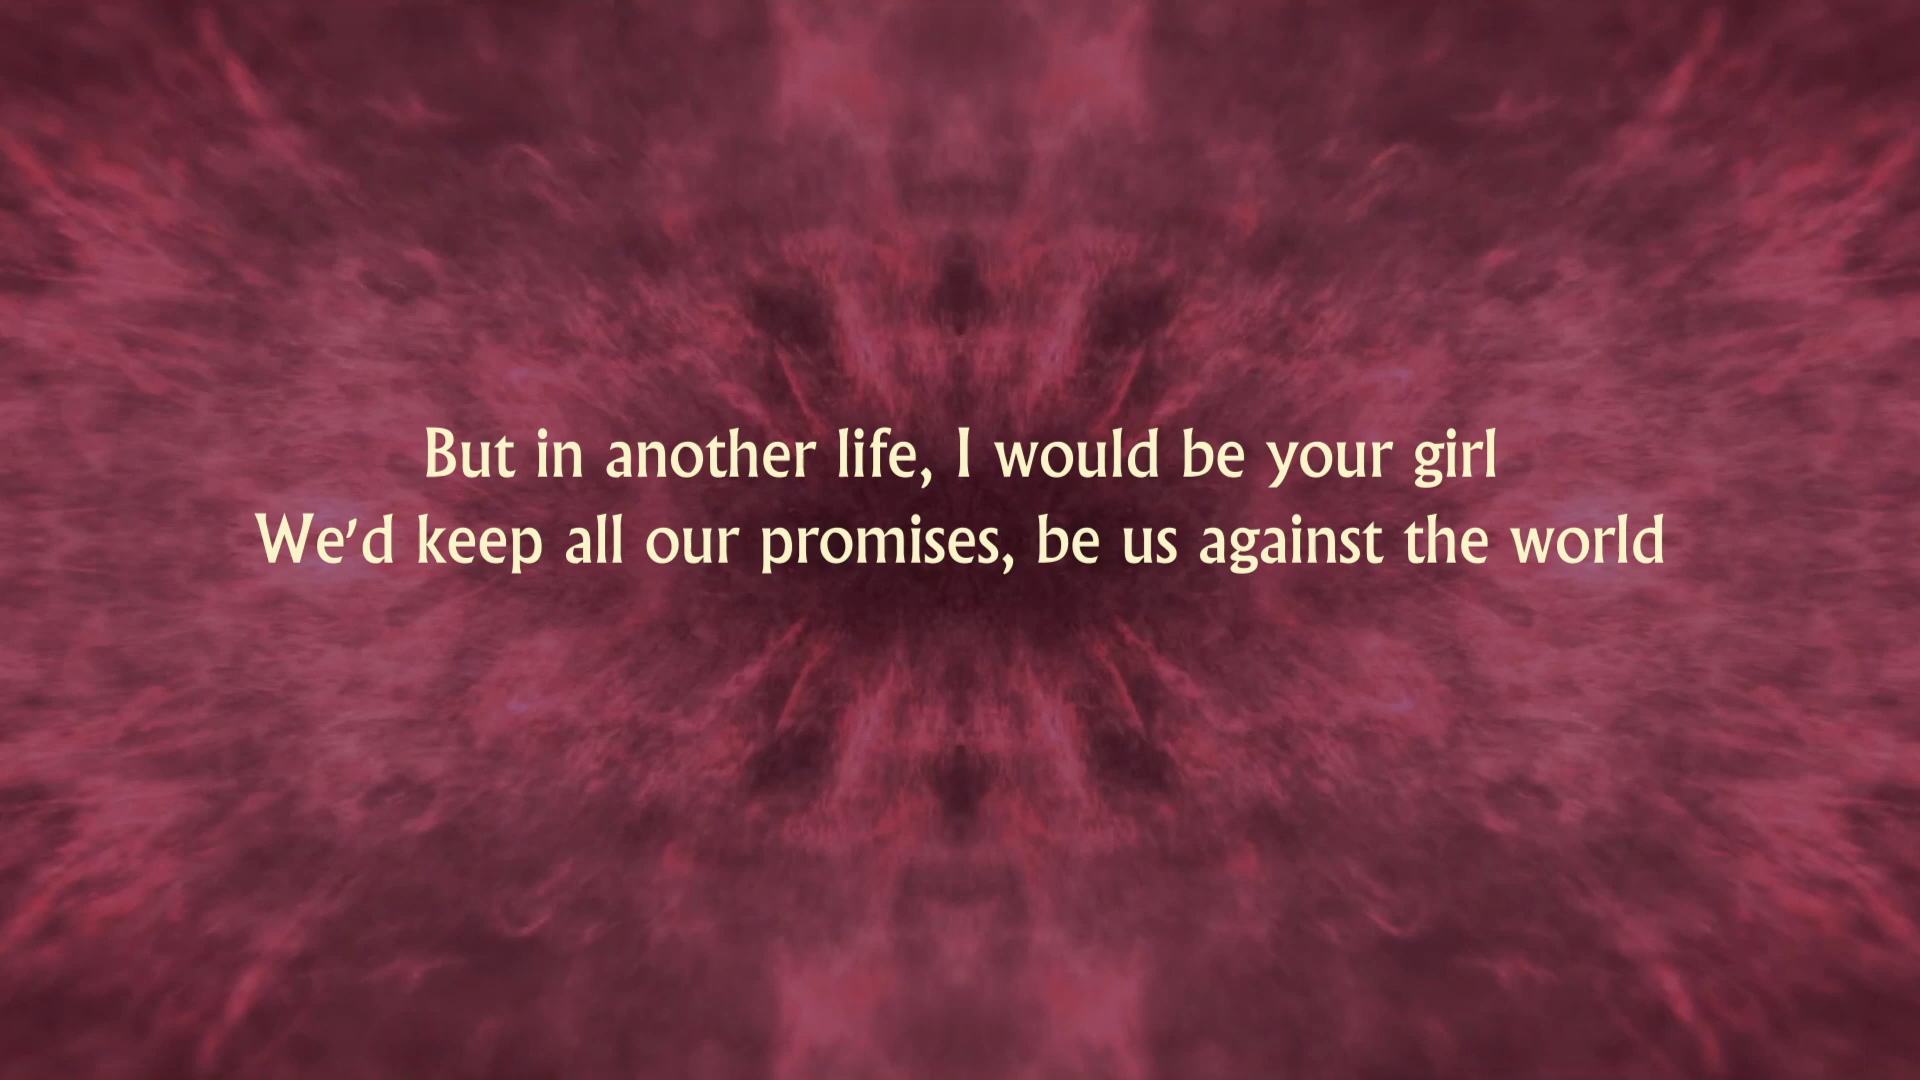 But in another life, I would be your girl
We'd keep all our promises, be us against the world